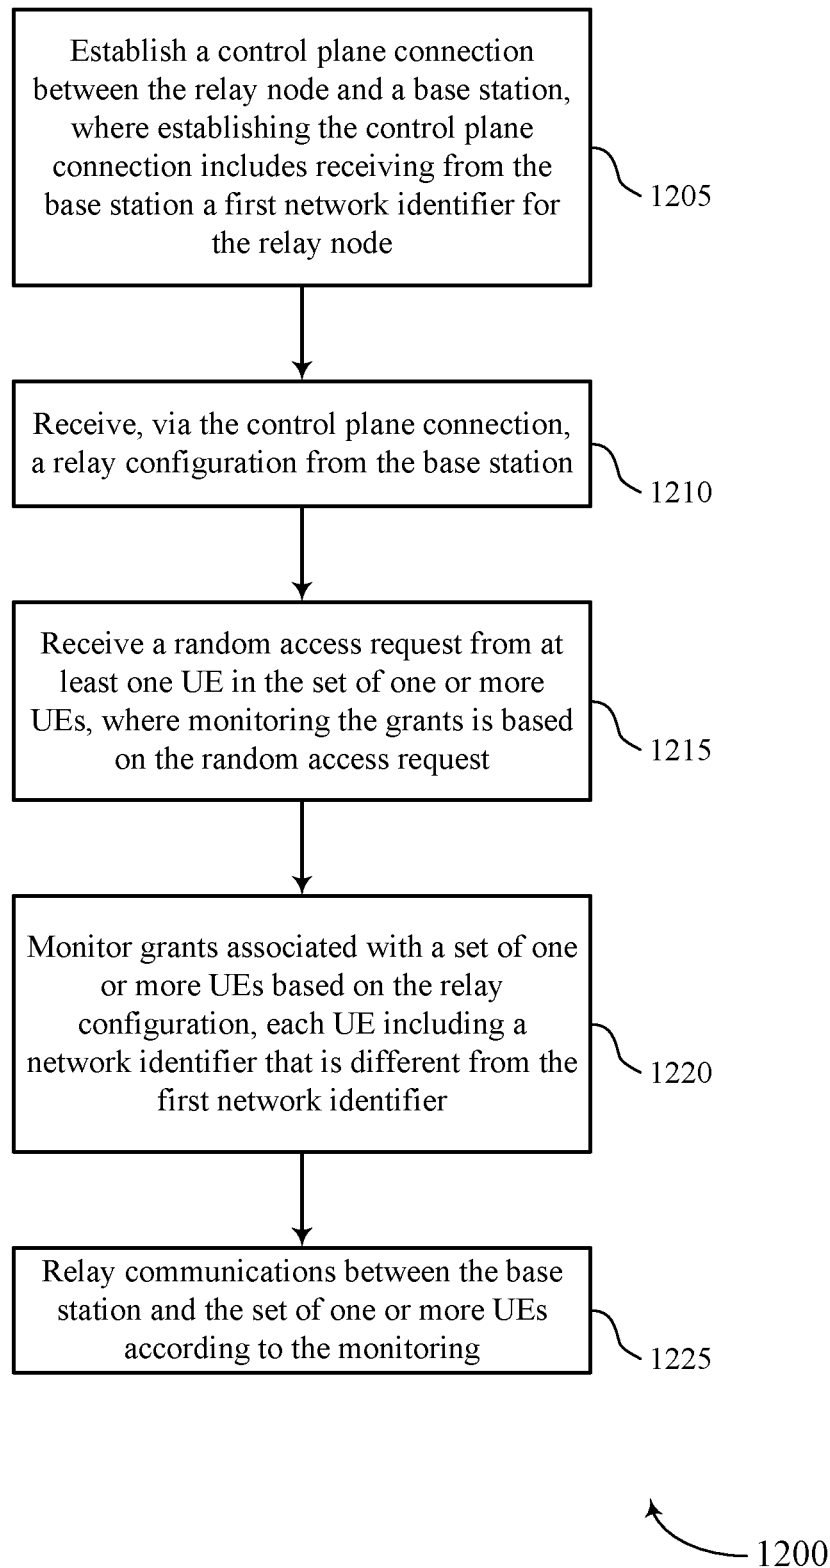 Establish a control plane connection
between the relay node and a base station,
where establishing the control plane
connection includes receiving from the
base station a first network identifier for
the relay node
1205
Receive, via the control plane connection,
a relay configuration from the base station
1210
Receive a random access request from at
least one UE in the set of one or more
UEs, where monitoring the grants is based
on the random access request
1215
Monitor grants associated with a set of one
or more UEs based on the relay
configuration, each UE including a
network identifier that is different from the
first network identifier
1220
Relay communications between the base
station and the set of one or more UEs
according to the monitoring
1225
1200